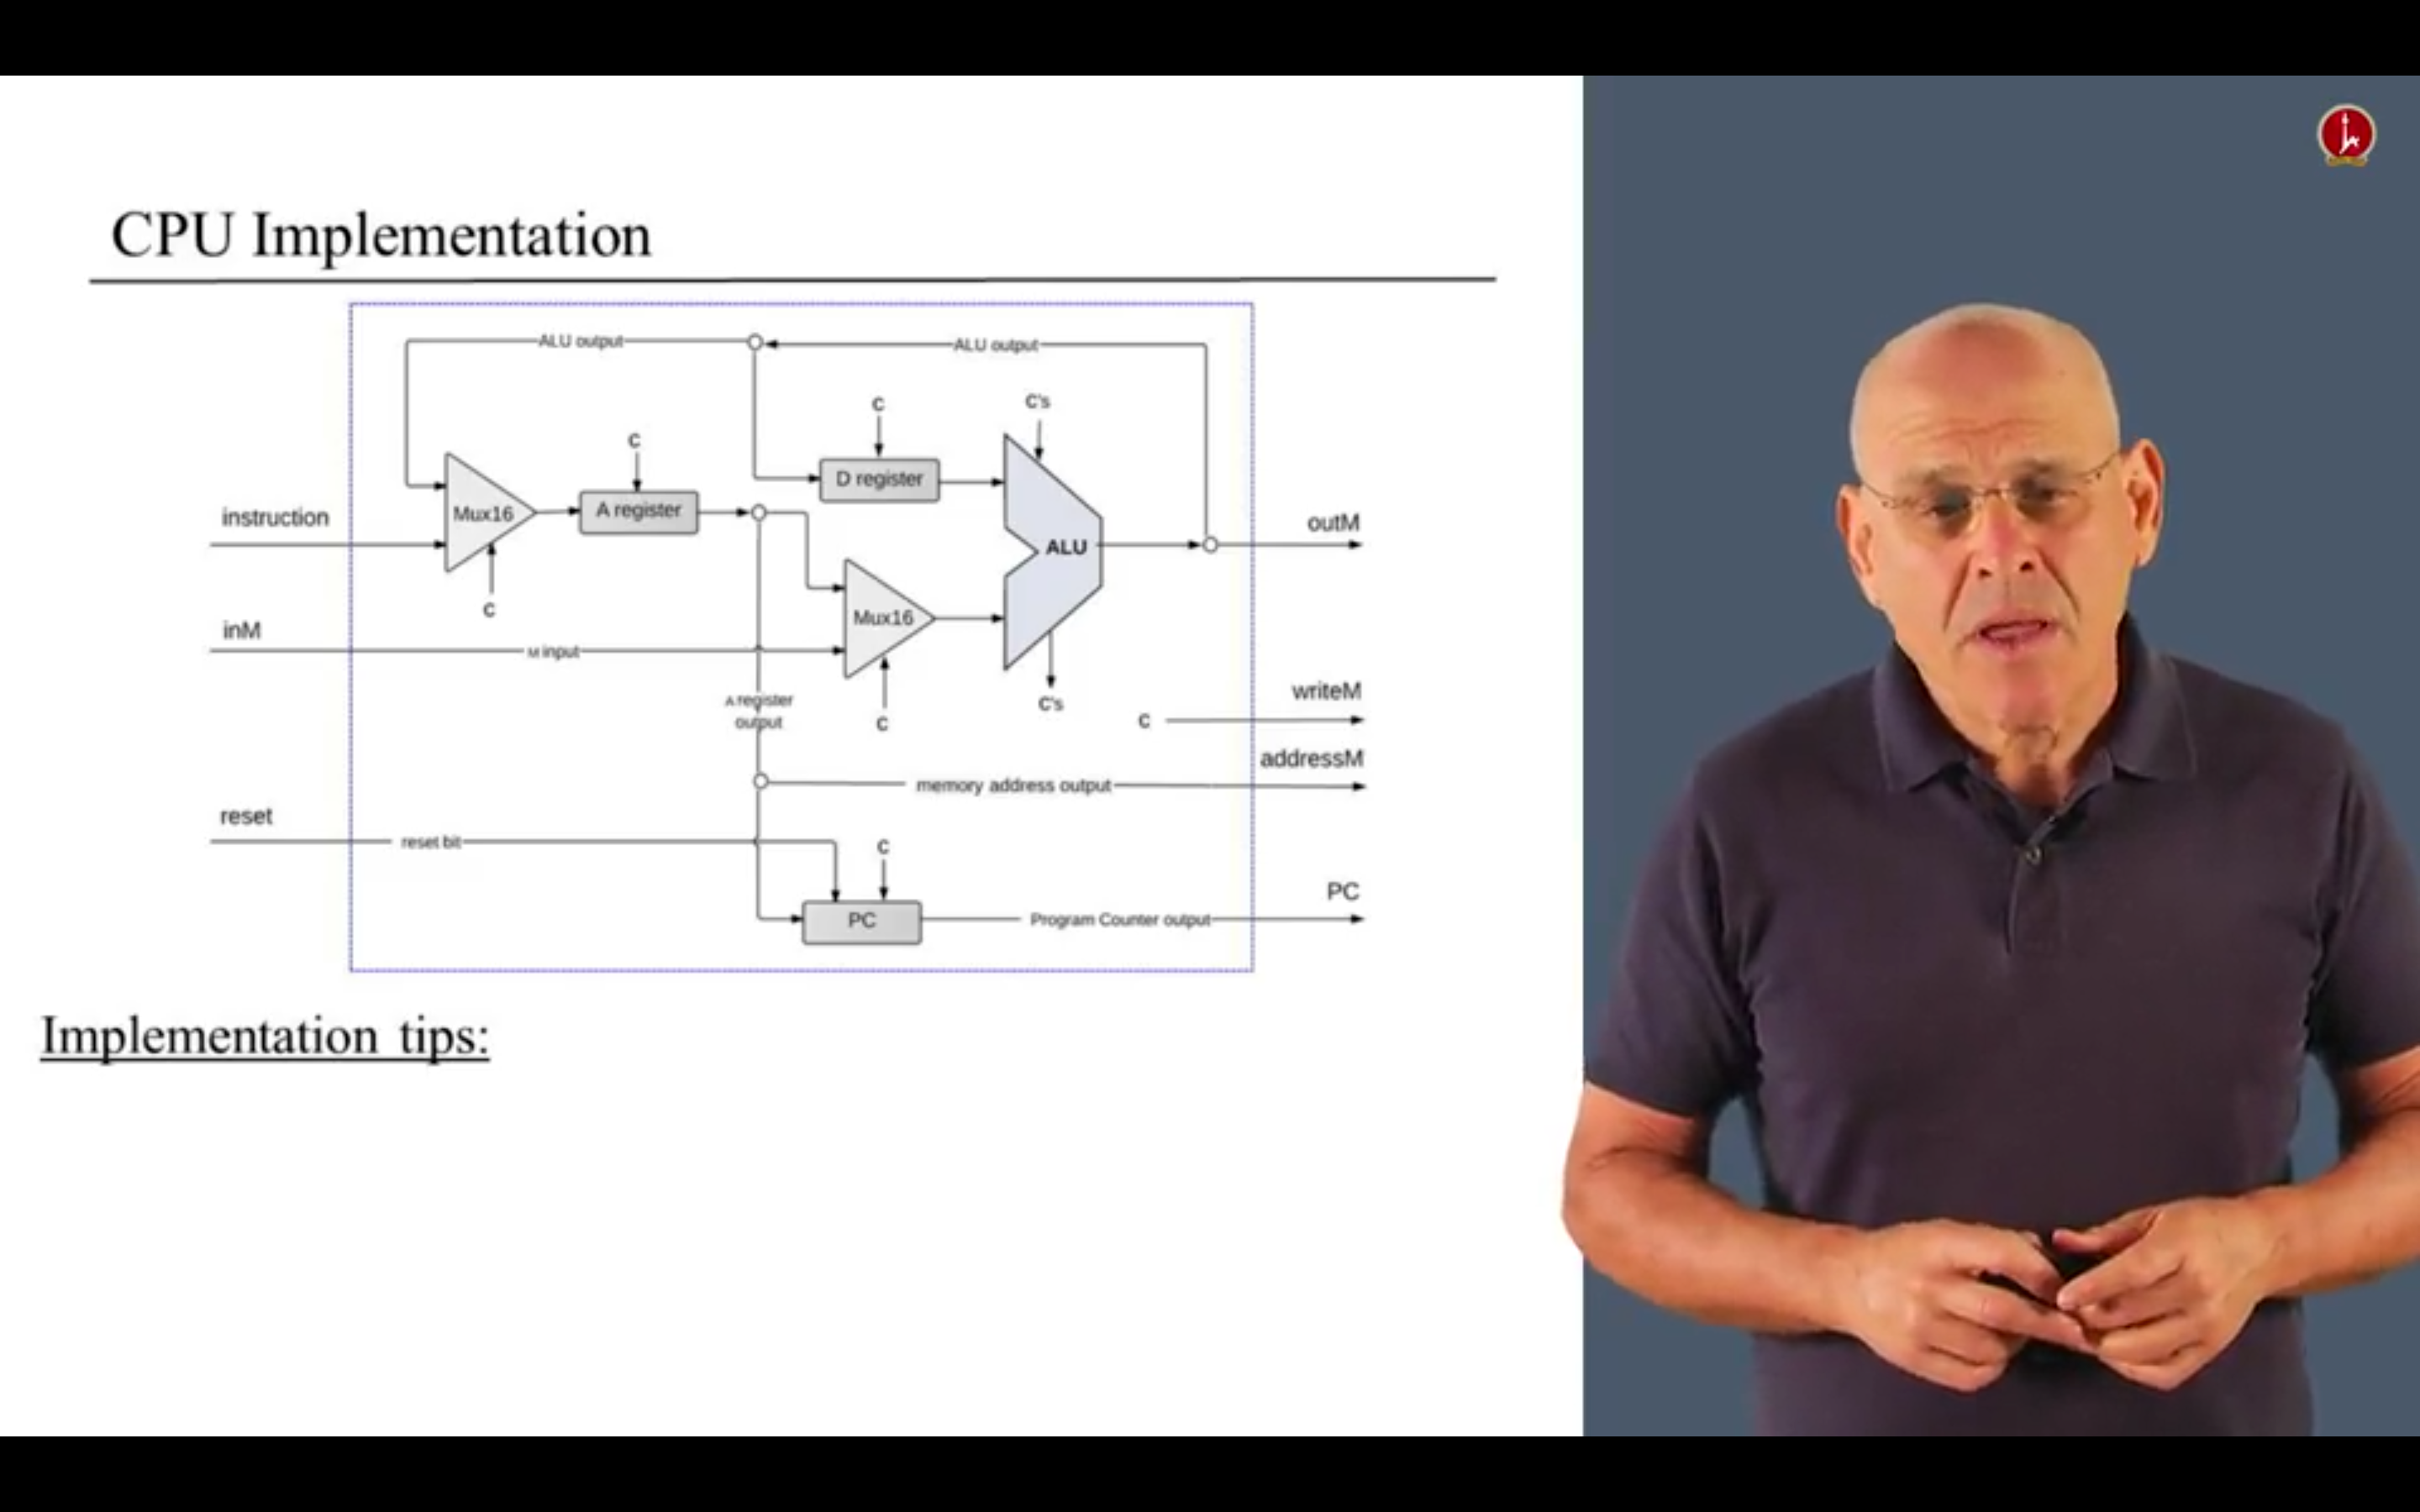 CPU Implementation
ALU output
ALU output
C
C's
C
D register
instruction
Mux16
A register
outM
ALU
C
inM
Mux16
M input
writeM
A register
output
C
C's
C
addressM
memory address output
reset
reset bit
C
PC
PC
Program Counter output
Implementation tips: